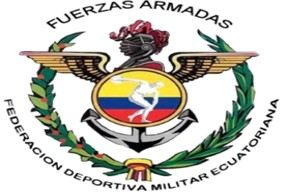 FUERZAS ARMADAS
FEDERACION DEPORTIVA MILITAR ECUATORIANA